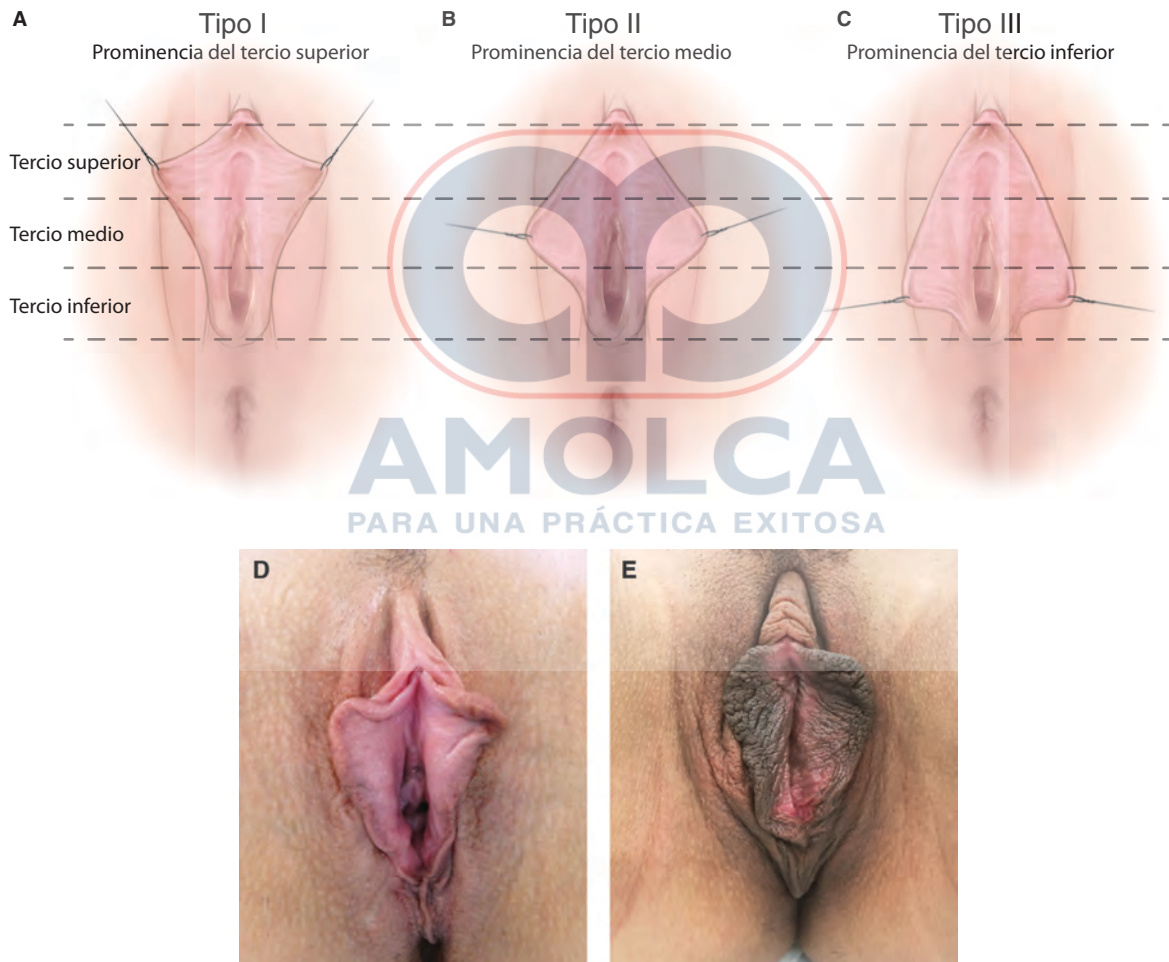 A
Tipo I
Prominencia del tercio superior
B
Tipo II
Prominencia del tercio medio
C
Tipo III
Prominencia del tercio inferior
Tercio superior
Tercio medio
Tercio inferior
AMOLCA
PARA UNA PRÁCTICA EXITOSA
D
E